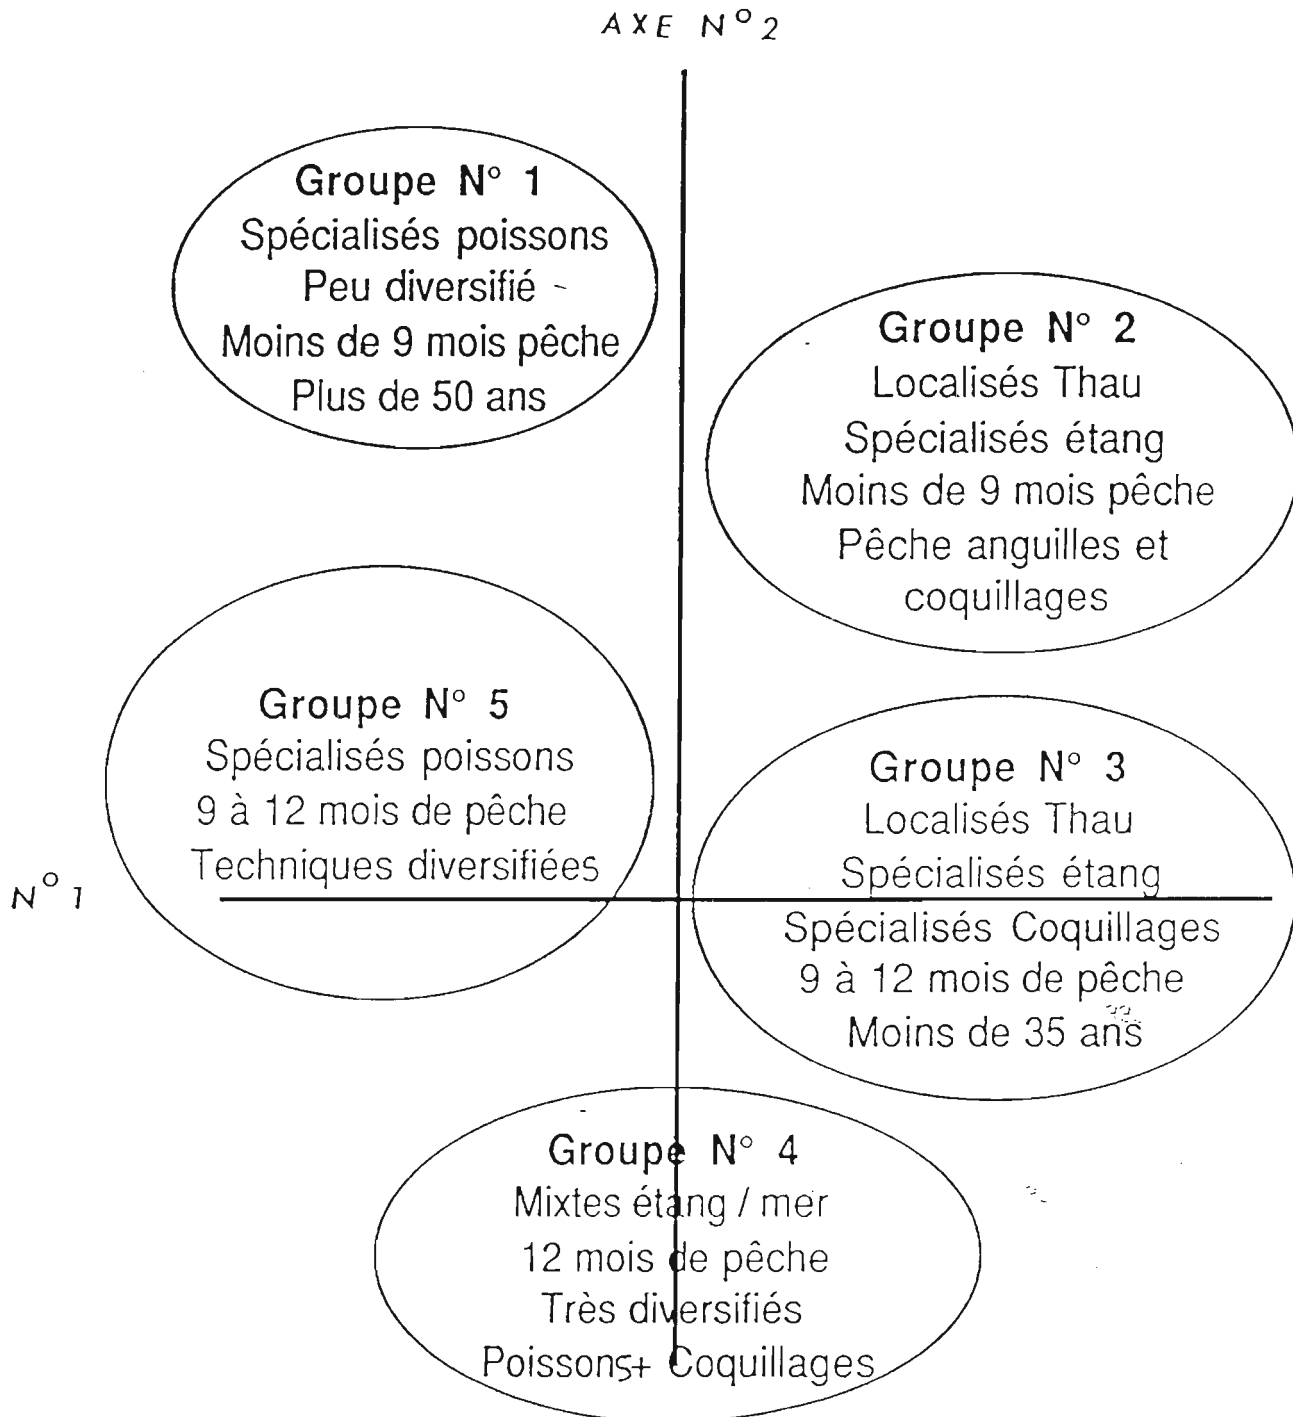 AXE N°2
Groupe N° 1
Spécialisés poissons
Peu diversifié
Moins de 9 mois pêche
Plus de 50 ans
Groupe N° 2
Localisés Thau
Spécialisés étang
Moins de 9 mois pêche
Pêche anguilles et
coquillages
Groupe N° 5
Spécialisés poissons
9 à 12 mois de pêche
Techniques diversifiées
N°1
Groupe N° 3
Localisés Thau
Spécialisés étang
Spécialisés Coquillages
9 à 12 mois de pêche
Moins de 35 ans
Groupe N° 4
Mixtes étang / mer
12 mois de pêche
Très diversifiés
Poissons+ Coquillages